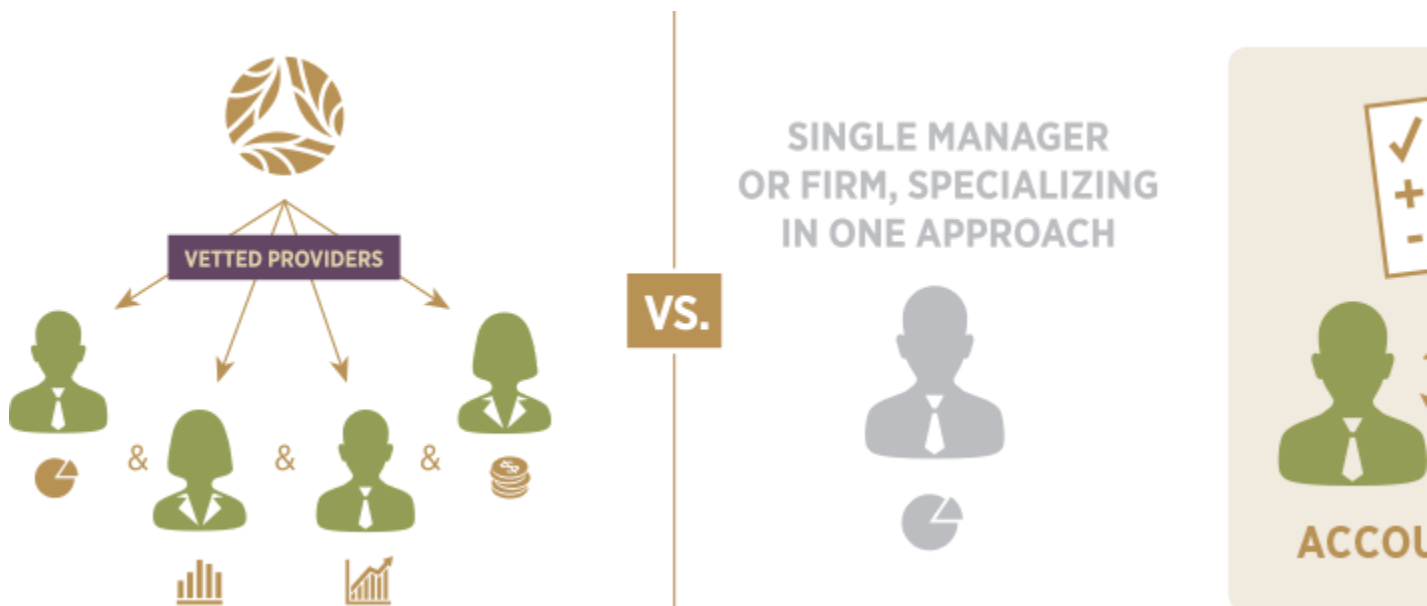 VETTED PROVIDERS
&
&
&
VS.
SINGLE MANAGER
OR FIRM, SPECIALIZING
IN ONE APPROACH